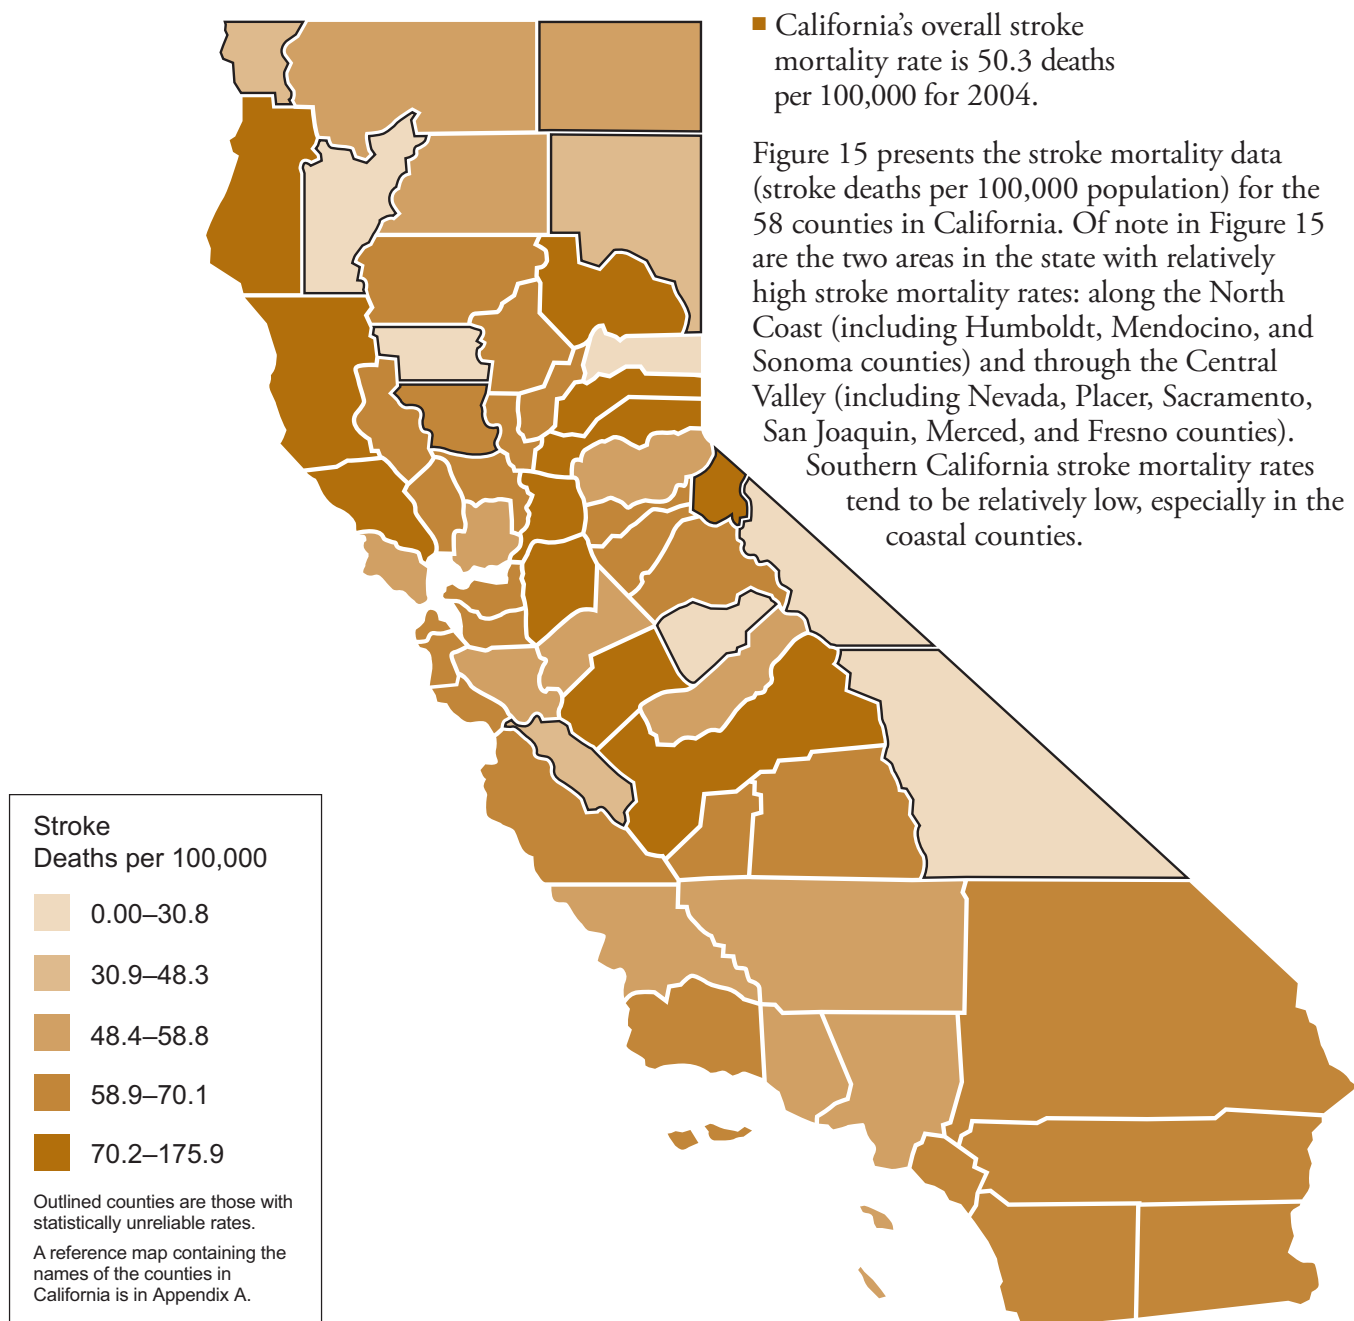 ■ California’s overall stroke
mortality rate is 50.3 deaths
per 100,000 for 2004.
Figure 15 presents the stroke mortality data
(stroke deaths per 100,000 population) for the
58 counties in California. Of note in Figure 15
are the two areas in the state with relatively
high stroke mortality rates: along the North
Coast (including Humboldt, Mendocino, and
Sonoma counties) and through the Central
Valley (including Nevada, Placer, Sacramento,
San Joaquin, Merced, and Fresno counties).
Southern California stroke mortality rates
tend to be relatively low, especially in the
coastal counties.
Stroke
Deaths per 100,000
0.00–30.8
30.9–48.3
48.4–58.8
58.9–70.1
70.2–175.9
Outlined counties are those with
statistically unreliable rates.
A reference map containing the
names of the counties in
California is in Appendix A.